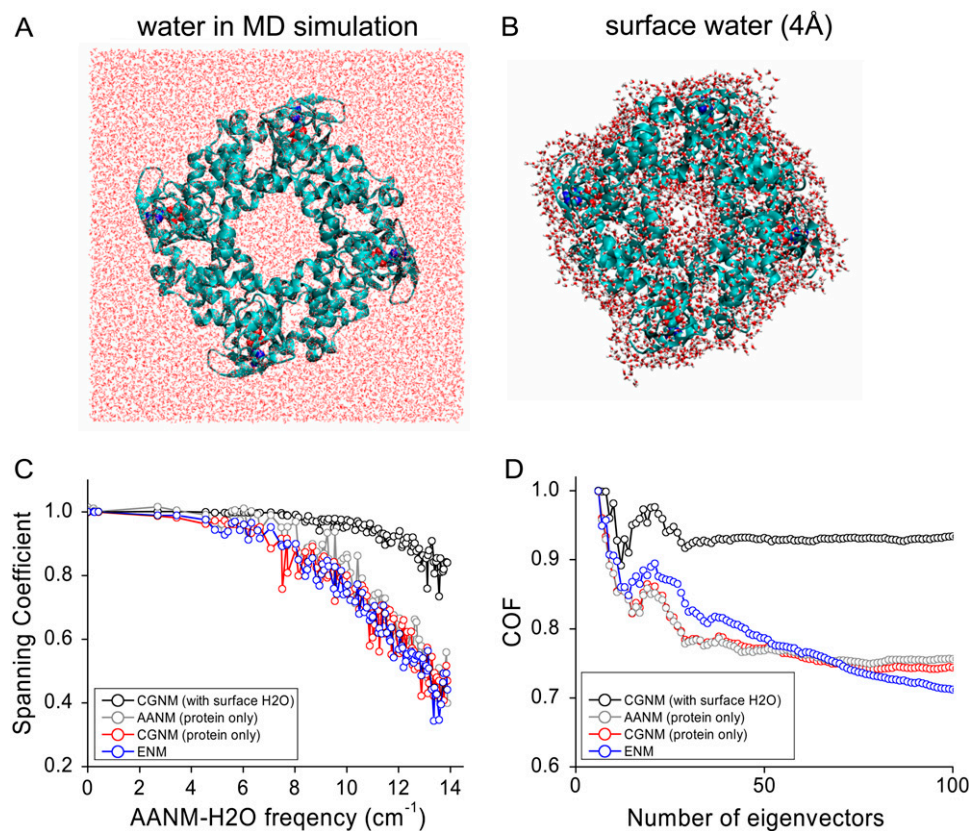 A
water in MD simulation
B
surface water (4Å)
C
Spanning Coefficient
1.0
0.8
0.6
0.4
0.2
CGNM (with surface H2O)
AANM (protein only)
CGNM (protein only)
ENM
0 2 4 6 8 10 12 14
AANM-H2O freqency (cm-1)
D
COF
1.0
0.9
0.8
0.7
0.6
CGNM (with surface H2O)
AANM (protein only)
CGNM (protein only)
ENM
0 50 100
Number of eigenvectors